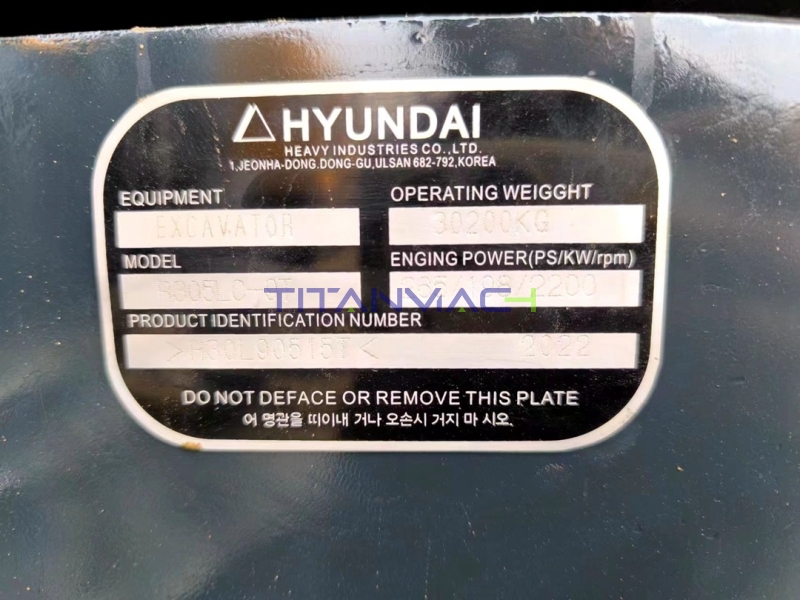 HYUNDAI
HEAVY INDUSTRIES CO.,LTD.
1,JEONHA-DONG.DONG-GU,ULSAN 682-792,KOREA
EQUIPMENT
OPERATING WEIGGHT
EXCAVATOR
30200KG
MODEL
ENGING POWER(PS/KW/rpm)
TITANMACH
PRODUCT IDENTIFICATION NUMBER
2022
DO NOT DEFACE OR REMOVE THIS PLATE
어 명관을 띠이내 거나 오손시 거지 마 시오.